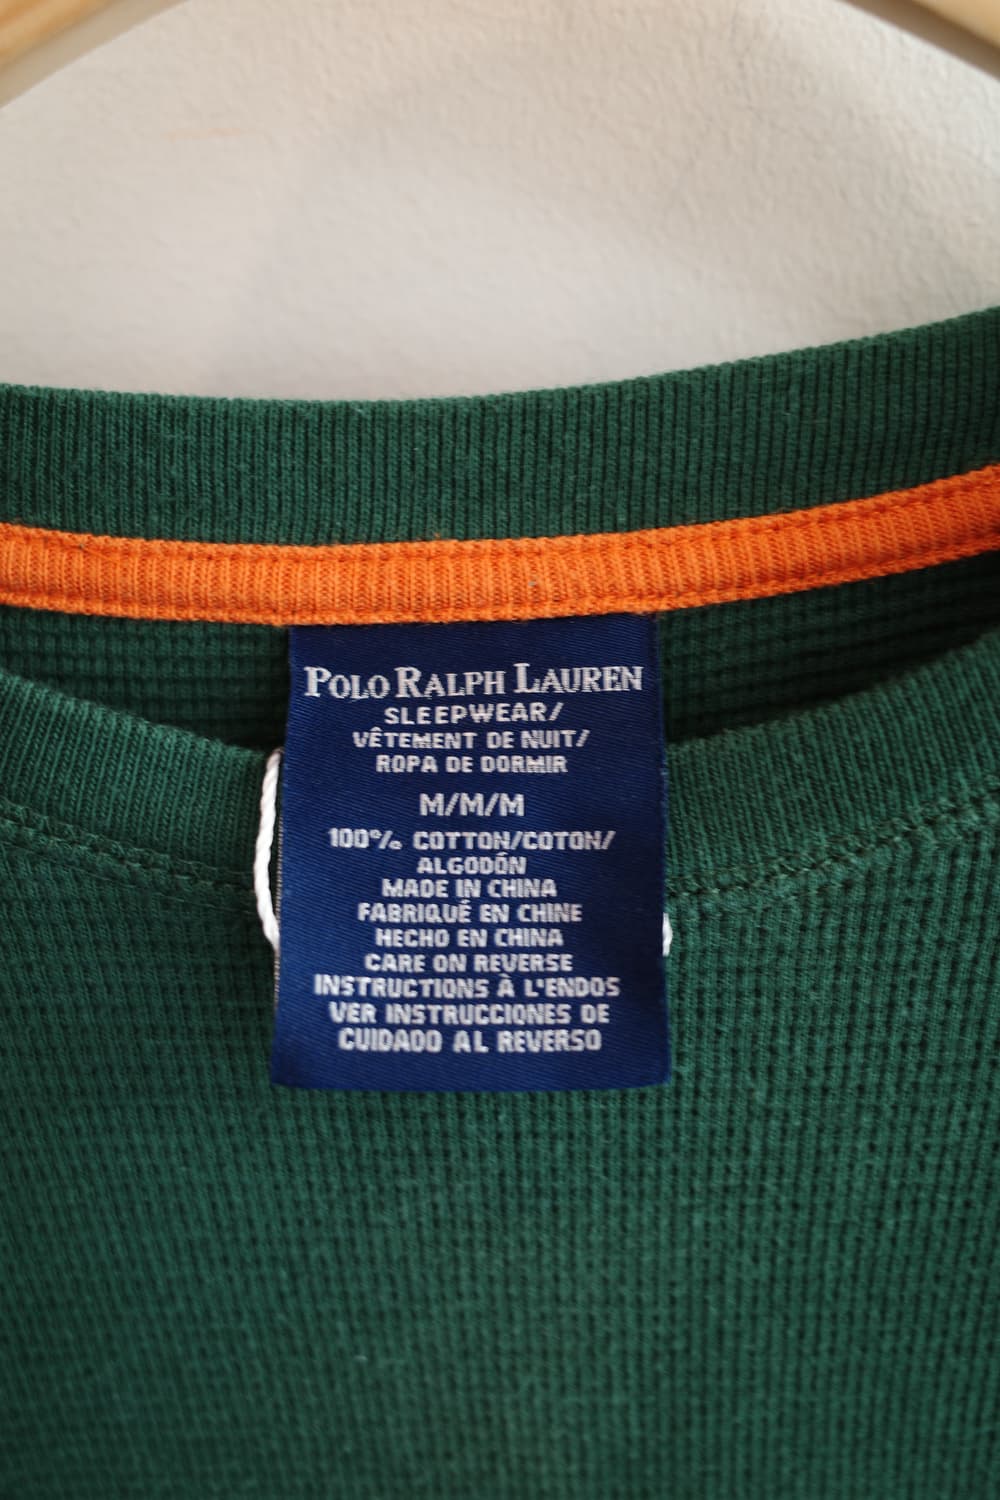 POLO RALPH LAUREN
SLEEPWEAR/
VÊTEMENT DE NUIT/
ROPA DE DORMIR
M/M/M
100% COTTON/COTON/
ALGODÓN
MADE IN CHINA
FABRIQUÉ EN CHINE
HECHO EN CHINA
CARE ON REVERSE
INSTRUCTIONS À L'ENDOS
VER INSTRUCCIONES DE
CUIDADO AL REVERSO